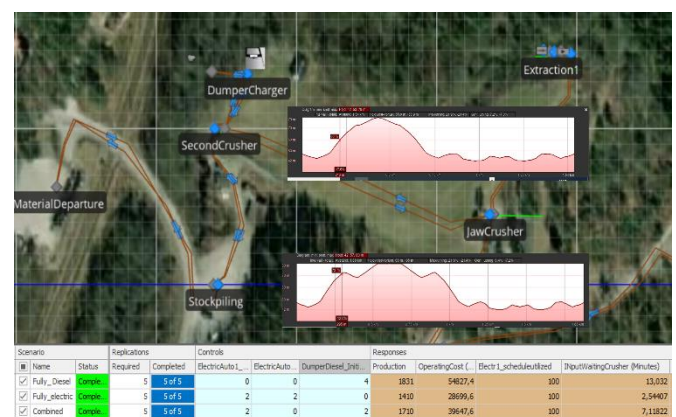 Extraction1
DumperCharger
SecondCrusher
MaterialDeparture
JawCrusher
Stockpiling
Scenario Replications Controls Responses
Name Status Required Completed ElectricAuto1_... ElectricAuto... DumperDiesel_Initi... Production OperatingCost (... Electr1_scheduleutilized INputWaitingCrusher (Minutes)
Fully_Diesel Comple... 5 5 of 5 0 0 4 1831 54827,4 100 13,032
Fully_electric Comple... 5 5 of 5 2 2 0 1410 28699,6 100 2,54407
Combined Comple... 5 5 of 5 2 0 2 1710 39647,6 100 7,11822